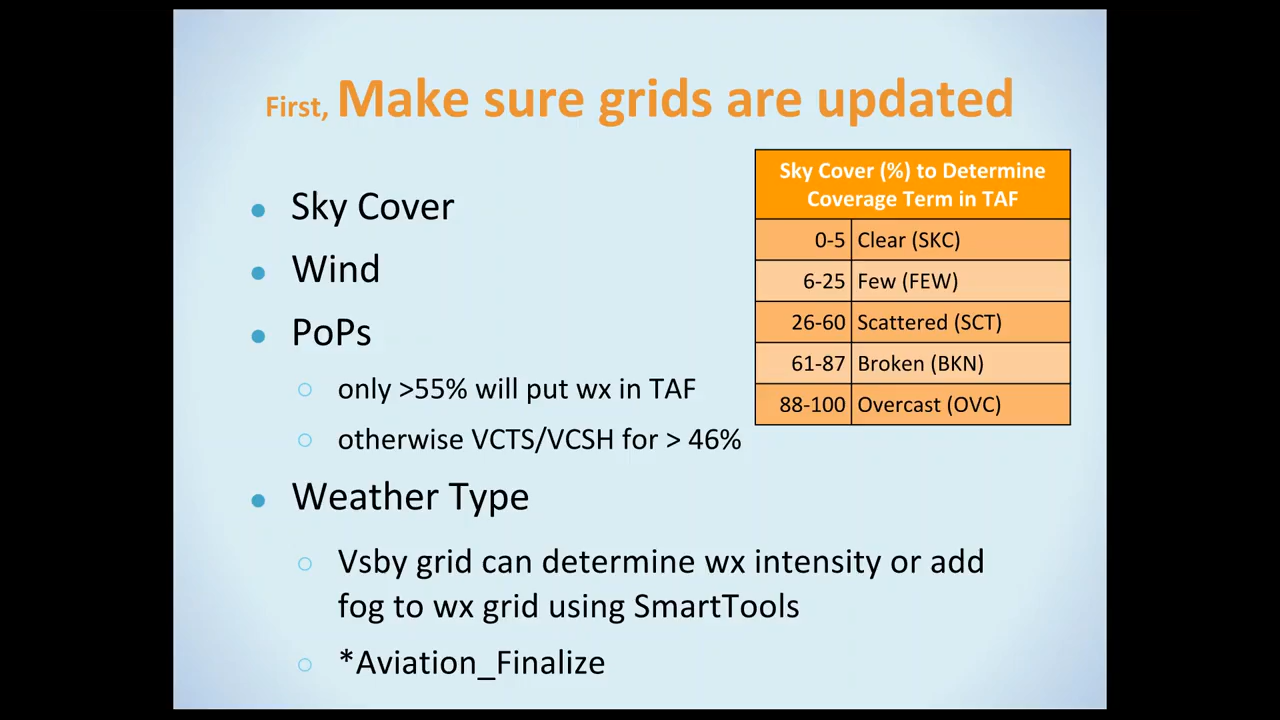 First, Make sure grids are updated
Sky Cover
Wind
PoPs
only >55% will put wx in TAF
otherwise VCTS/VCSH for > 46%
Weather Type
Vsby grid can determine wx intensity or add
fog to wx grid using SmartTools
*Aviation_Finalize
Sky Cover (%) to Determine
Coverage Term in TAF
0-5 Clear (SKC)
6-25 Few (FEW)
26-60 Scattered (SCT)
61-87 Broken (BKN)
88-100 Overcast (OVC)